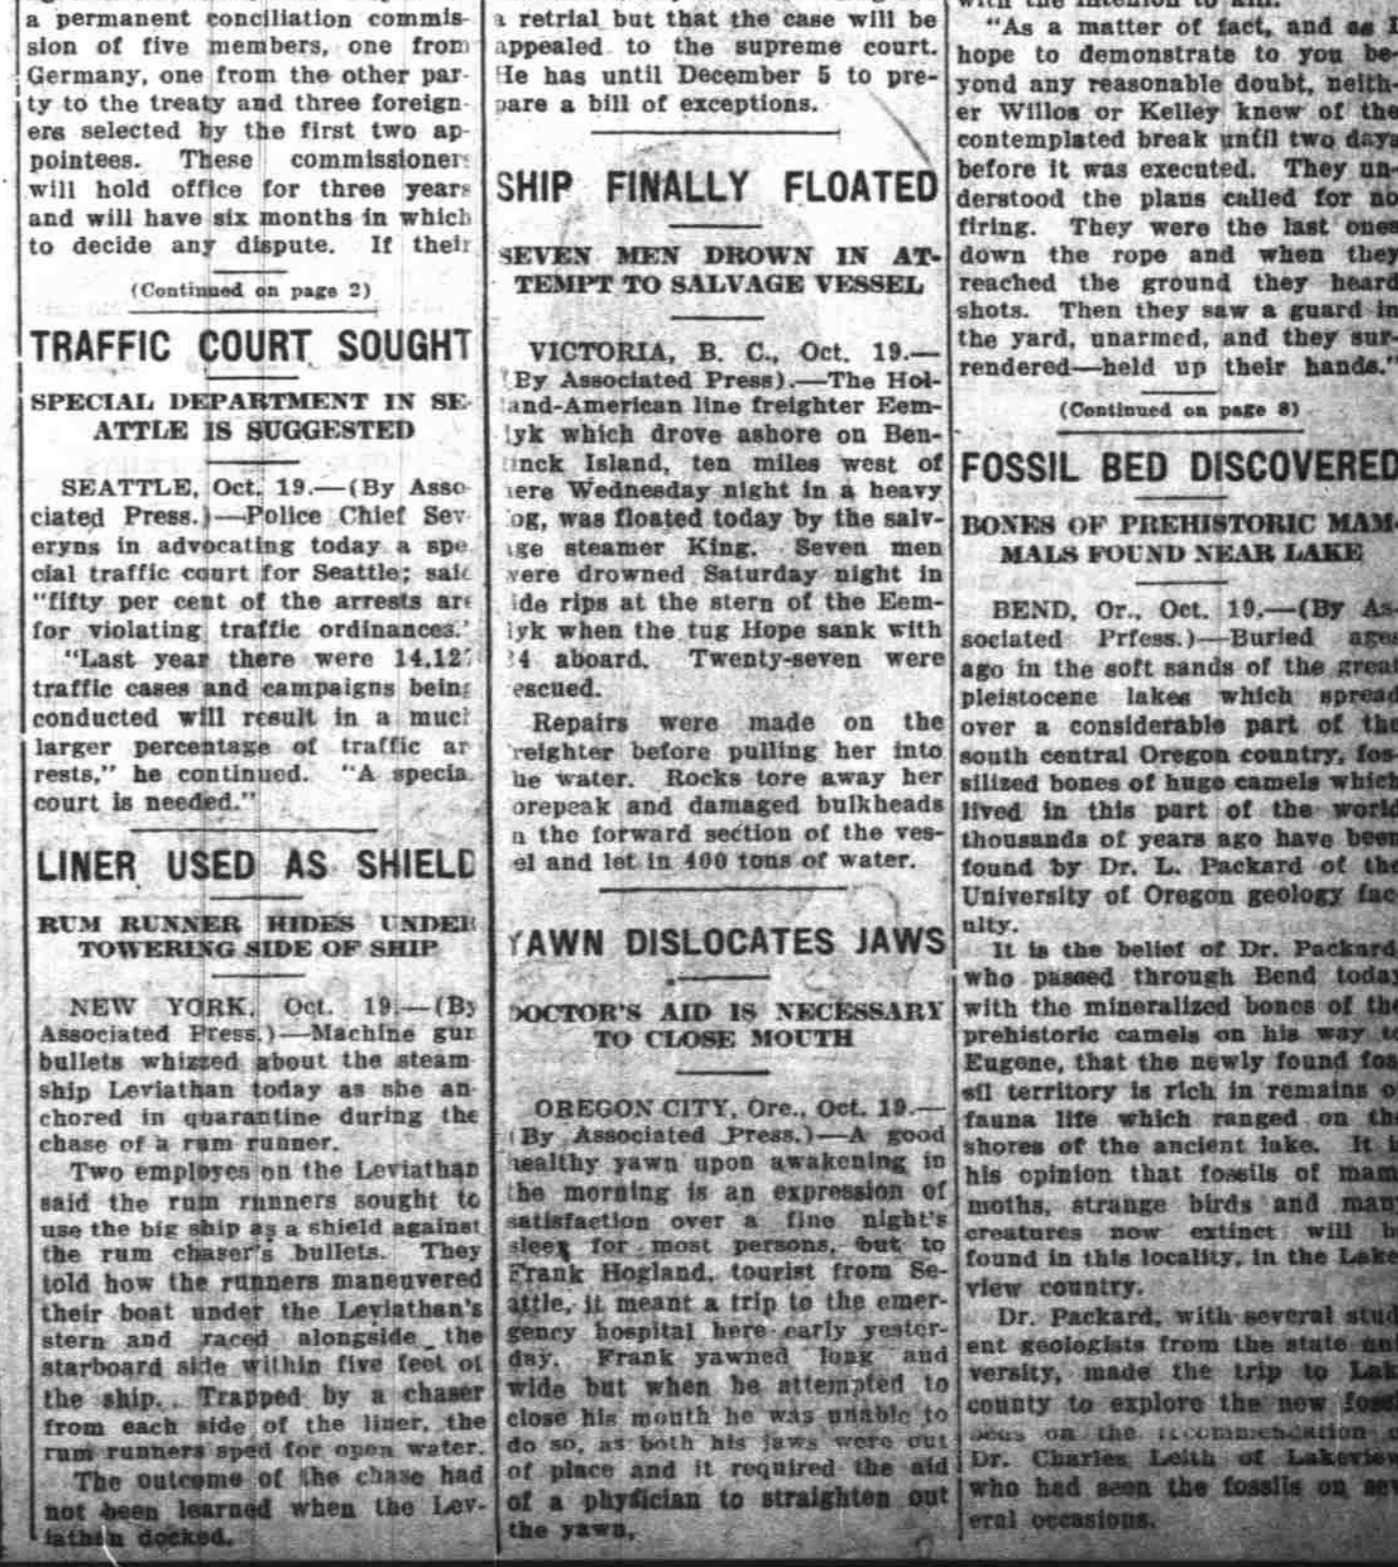 a permanent conciliation commis-
sion of five members, one from
Germany, one from the other par-
ty to the treaty and three foreign-
ers selected by the first two ap-
pointees. These commissioners
will hold office for three years
and will have six months in which
to decide any dispute. If their
(Continued on page 2)
TRAFFIC COURT SOUGHT
SPECIAL DEPARTMENT IN SE-
ATTLE IS SUGGESTED
SEATTLE, Oct. 19.—(By Asso-
ciated Press.)—Police Chief Sev-
eryns in advocating today a spe-
cial traffic court for Seattle; said
"fifty per cent of the arrests are
for violating traffic ordinances."
"Last year there were 14,127
traffic cases and campaigns being
conducted will result in a much
larger percentage of traffic ar
rests," he continued. "A special
court is needed."
LINER USED AS SHIELD
RUM RUNNER HIDES UNDER
TOWERING SIDE OF SHIP
NEW YORK, Oct. 19.—(By
Associated Press.)—Machine gun
bullets whizzed about the steam-
ship Leviathan today as she an-
chored in quarantine during the
chase of a rum runner.
Two employes on the Leviathan
said the rum runners sought to
use the big ship as a shield against
the rum chaser's bullets. They
told how the runners maneuvered
their boat under the Leviathan's
stern and raced alongside the
starboard side within five feet of
the ship. Trapped by a chaser
from each side of the liner, the
rum runners sped for open water.
The outcome of the chase had
not been learned when the Lev-
iathan docked.
a retrial but that the case will be
appealed to the supreme court.
He has until December 5 to pre-
pare a bill of exceptions.
SHIP FINALLY FLOATED
SEVEN MEN DROWN IN AT-
TEMPT TO SALVAGE VESSEL
VICTORIA, B. C., Oct. 19.—
(By Associated Press).—The Hol-
land-American line freighter Eem-
lyk which drove ashore on Ben-
tinck Island, ten miles west of
here Wednesday night in a heavy
fog, was floated today by the salv-
age steamer King. Seven men
were drowned Saturday night in
tide rips at the stern of the Eem-
lyk when the tug Hope sank with
34 aboard. Twenty-seven were
rescued.
Repairs were made on the
freighter before pulling her into
the water. Rocks tore away her
forepeak and damaged bulkheads
in the forward section of the ves-
sel and let in 400 tons of water.
YAWN DISLOCATES JAWS
DOCTOR'S AID IS NECESSARY
TO CLOSE MOUTH
OREGON CITY, Ore., Oct. 19.—
(By Associated Press.)—A good
healthy yawn upon awakening in
the morning is an expression of
satisfaction over a fine night's
sleep for most persons, but to
Frank Hogland, tourist from Se-
attle, it meant a trip to the emer-
gency hospital here early yester-
day. Frank yawned long and
wide but when he attempted to
close his mouth he was unable to
do so, as both his jaws were out
of place and it required the aid
of a physician to straighten out
the yawn.
"As a matter of fact, and as I
hope to demonstrate to you be-
yond any reasonable doubt, neith-
er Willos or Kelley knew of the
contemplated break until two days
before it was executed. They un-
derstood the plans called for no
firing. They were the last ones
down the rope and when they
reached the ground they heard
shots. Then they saw a guard in
the yard, unarmed, and they sur-
rendered—held up their hands."
(Continued on page 8)
FOSSIL BED DISCOVERED
BONES OF PREHISTORIC MAM
MALS FOUND NEAR LAKE
BEND, Or., Oct. 19.—(By As
sociated Prfess.)—Buried ages
ago in the soft sands of the great
pleistocene lakes which spread
over a considerable part of the
south central Oregon country, fos-
silized bones of huge camels which
lived in this part of the world
thousands of years ago have been
found by Dr. L. Packard of the
University of Oregon geology fac
ulty.
It is the belief of Dr. Packard
who passed through Bend today
with the mineralized bones of the
prehistoric camels on his way to
Eugene, that the newly found fos
sil territory is rich in remains of
fauna life which ranged on the
shores of the ancient lake. It is
his opinion that fossils of mam
moths, strange birds and many
creatures now extinct will be
found in this locality, in the Lake
view country.
Dr. Packard, with several stud
ent geologists from the state uni
versity, made the trip to Lake
county to explore the new fossil
beds on the recommendation of
Dr. Charles Leith of Lakeview
who had seen the fossils on sev
eral occasions.